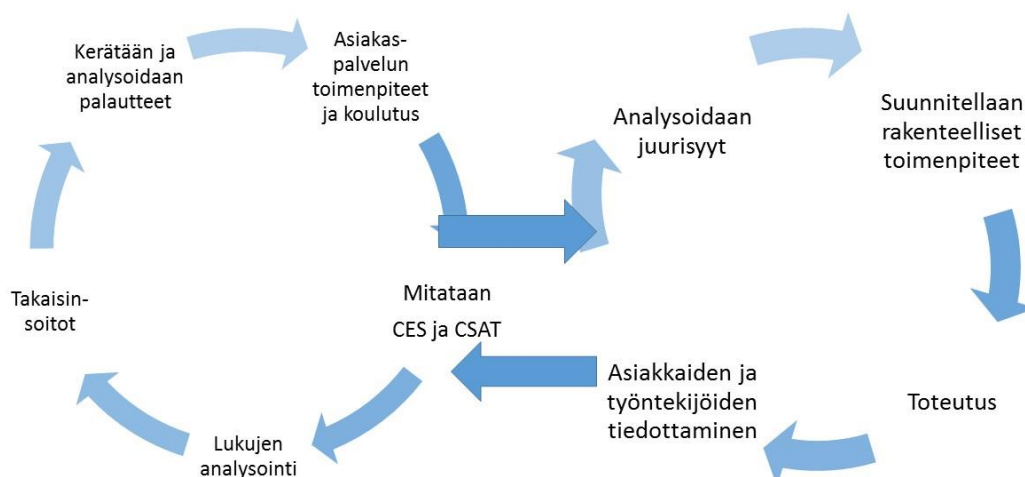 Kerätään ja
analysoidaan
palautteet
Asiakas-
palvelun
toimenpiteet
ja koulutus
Mitataan
CES ja CSAT
Lukujen
analysointi
Takaisin-
soitot
Analysoidaan
juurisyyt
Suunnitellaan
rakenteelliset
toimenpiteet
Toteutus
Asiakkaiden ja
työntekijöiden
tiedottaminen